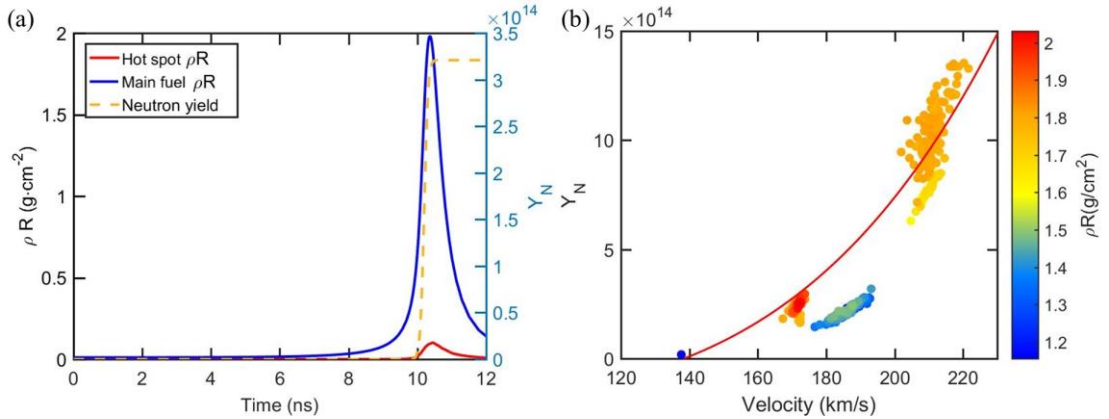 (a)
×10^14
2
1.5
1
0.5
0
ρ R (g·cm^-2)
Hot spot ρR
Main fuel ρR
Neutron yield
3.5
3
2.5
2
1.5
1
0.5
0
Y_N
0 2 4 6 8 10 12
Time (ns)
(b)
×10^14
15
10
5
0
Y_N
120 140 160 180 200 220
Velocity (km/s)
2
1.9
1.8
1.7
1.6
1.5
1.4
1.3
1.2
ρR(g/cm^2)